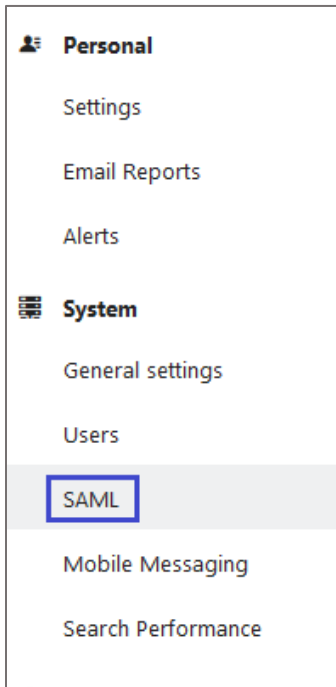 Personal
Settings
Email Reports
Alerts
System
General settings
Users
SAML
Mobile Messaging
Search Performance